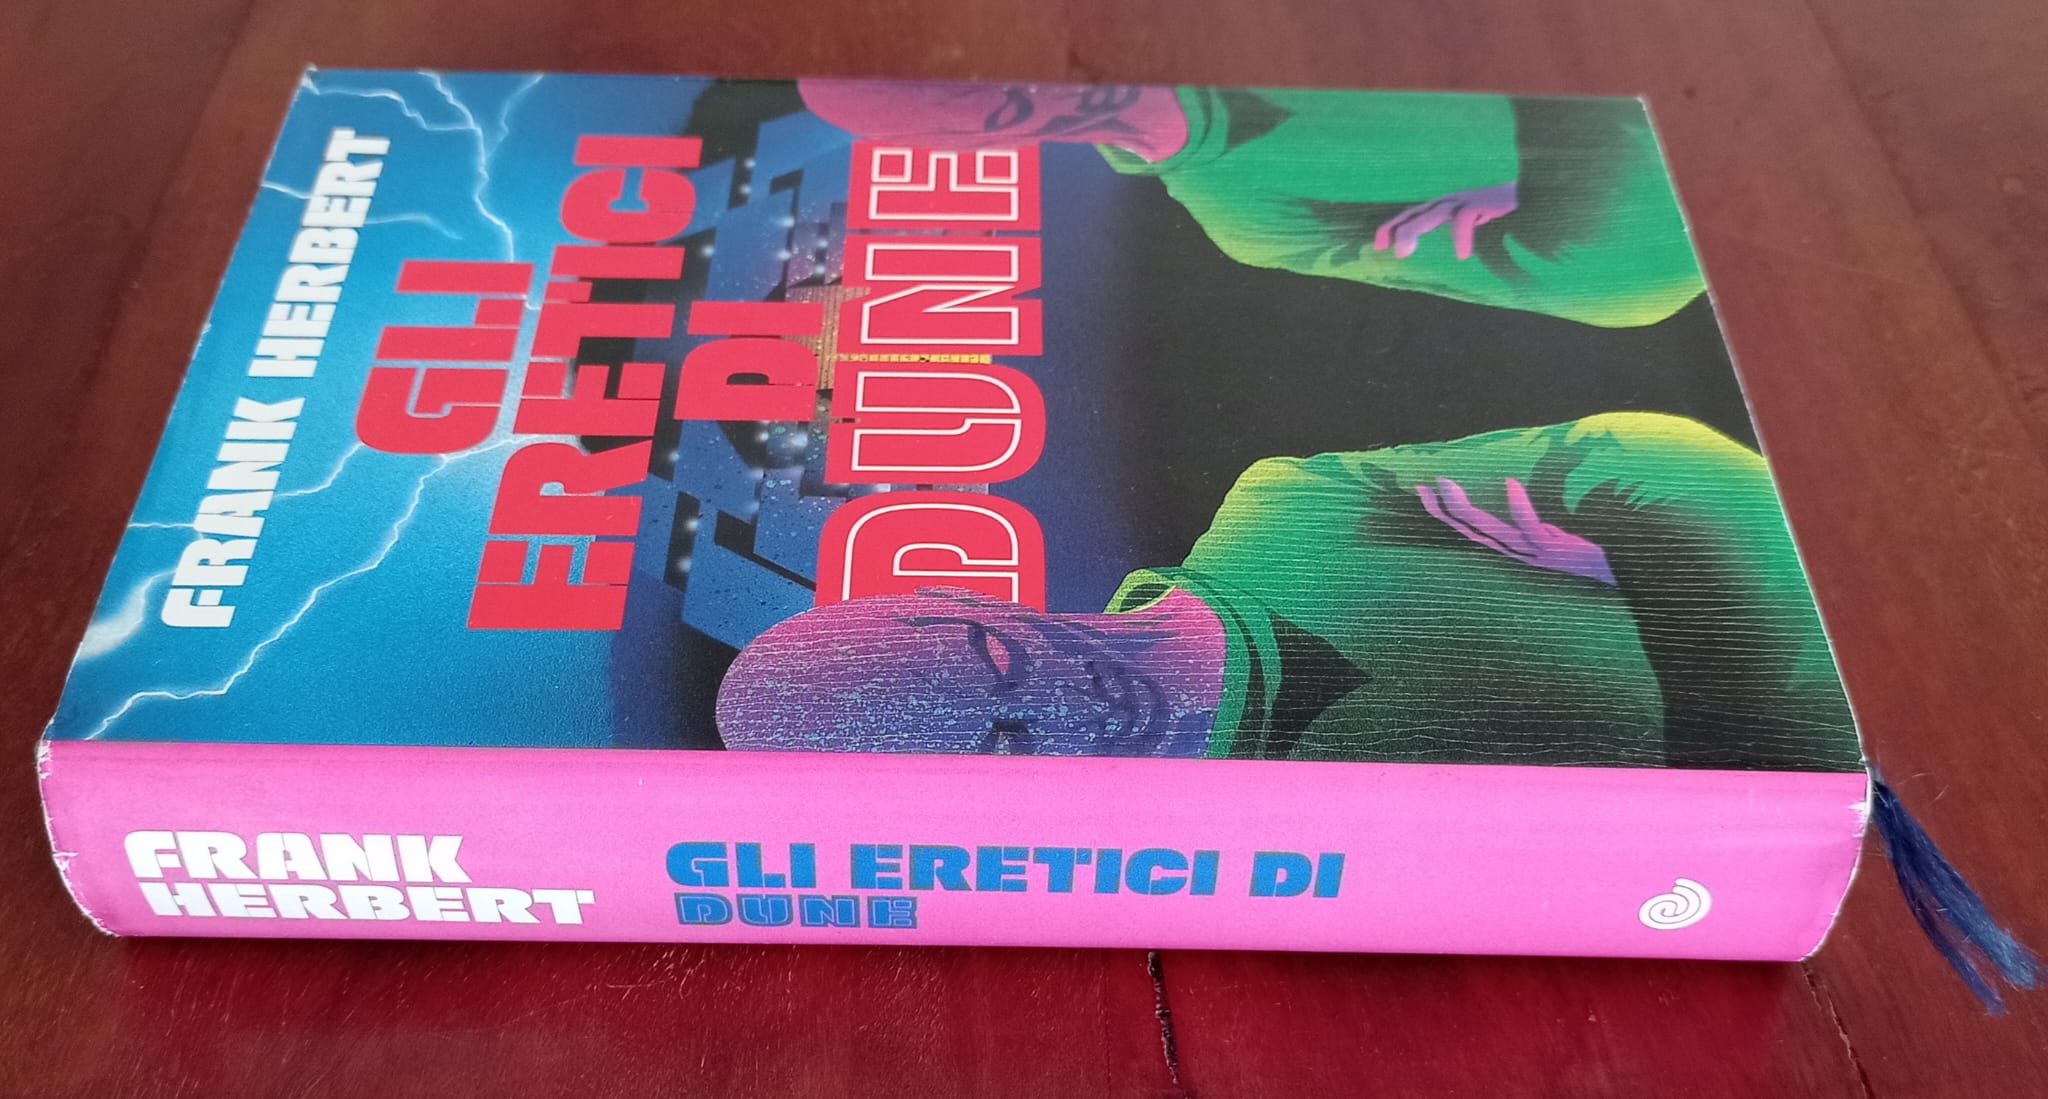 FRANK HERBERT
GLI
ERETICI
DI
DUNE
FRANK
HERBERT
GLI ERETICI DI
DUNE